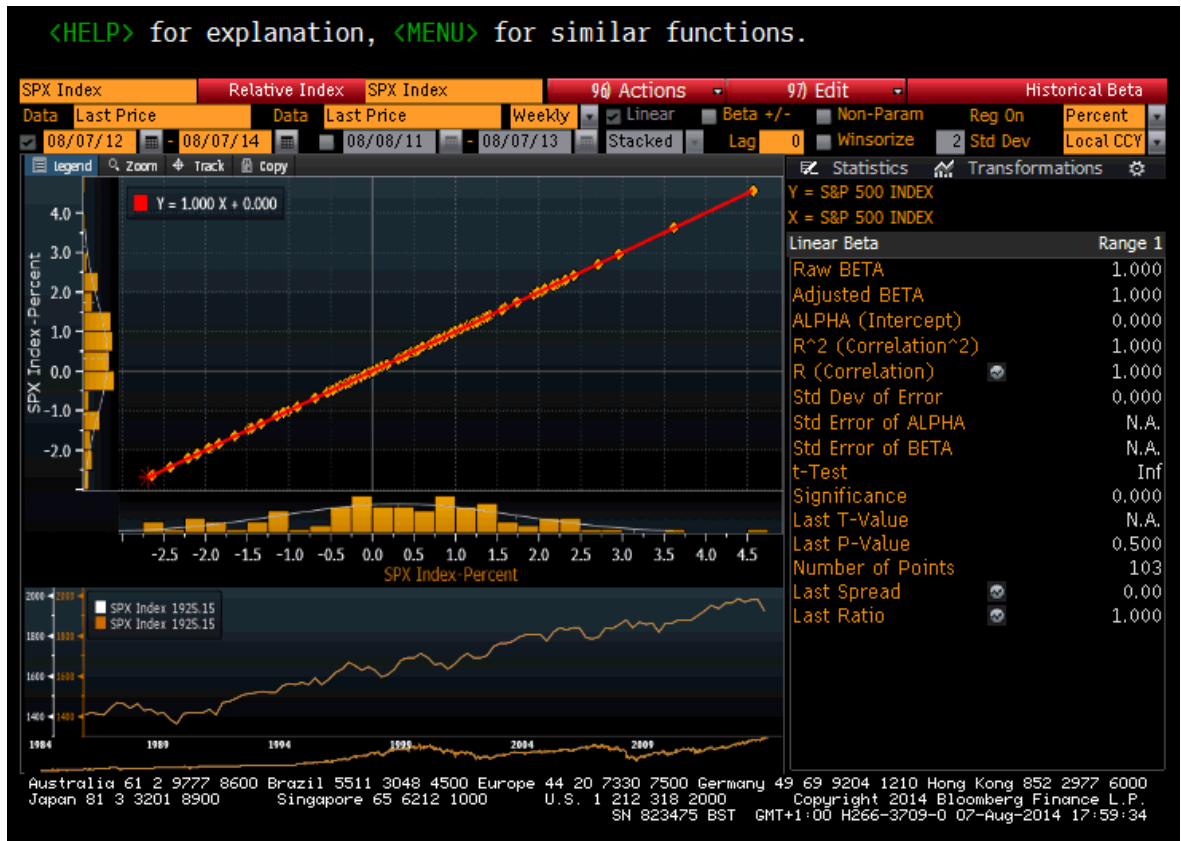 <HELP> for explanation, <MENU> for similar functions.
SPX Index Relative Index SPX Index 96) Actions 97) Edit Historical Beta
Data Last Price Data Last Price Weekly Linear Beta +/- Non-Param Reg On Percent
08/07/12 - 08/07/14 08/08/11 - 08/07/13 Stacked Lag 0 Winsorize 2 Std Dev Local CCY
legend Zoom Track Copy Statistics Transformations
Y = S&P 500 INDEX
X = S&P 500 INDEX
Linear Beta Range 1
Raw BETA 1.000
Adjusted BETA 1.000
ALPHA (Intercept) 0.000
R^2 (Correlation^2) 1.000
R (Correlation) 1.000
Std Dev of Error 0.000
Std Error of ALPHA N.A.
Std Error of BETA N.A.
t-Test Inf
Significance 0.000
Last T-Value N.A.
Last P-Value 0.500
Number of Points 103
Last Spread 0.00
Last Ratio 1.000
Y = 1.000 X + 0.000
SPX Index-Percent
4.0
3.0
2.0
1.0
0.0
-1.0
-2.0
-2.5 -2.0 -1.5 -1.0 -0.5 0.0 0.5 1.0 1.5 2.0 2.5 3.0 3.5 4.0 4.5
SPX Index-Percent
SPX Index 1925.15
SPX Index 1925.15
2000 2000
1800 1800
1600 1600
1400 1400
1984 1989 1994 1999 2004 2009
Australia 61 2 9777 8600 Brazil 5511 3048 4500 Europe 44 20 7330 7500 Germany 49 69 9204 1210 Hong Kong 852 2977 6000
Japan 81 3 3201 8900 Singapore 65 6212 1000 U.S. 1 212 318 2000 Copyright 2014 Bloomberg Finance L.P.
SN 823475 BST GMT+1:00 H266-3709-0 07-Aug-2014 17:59:34